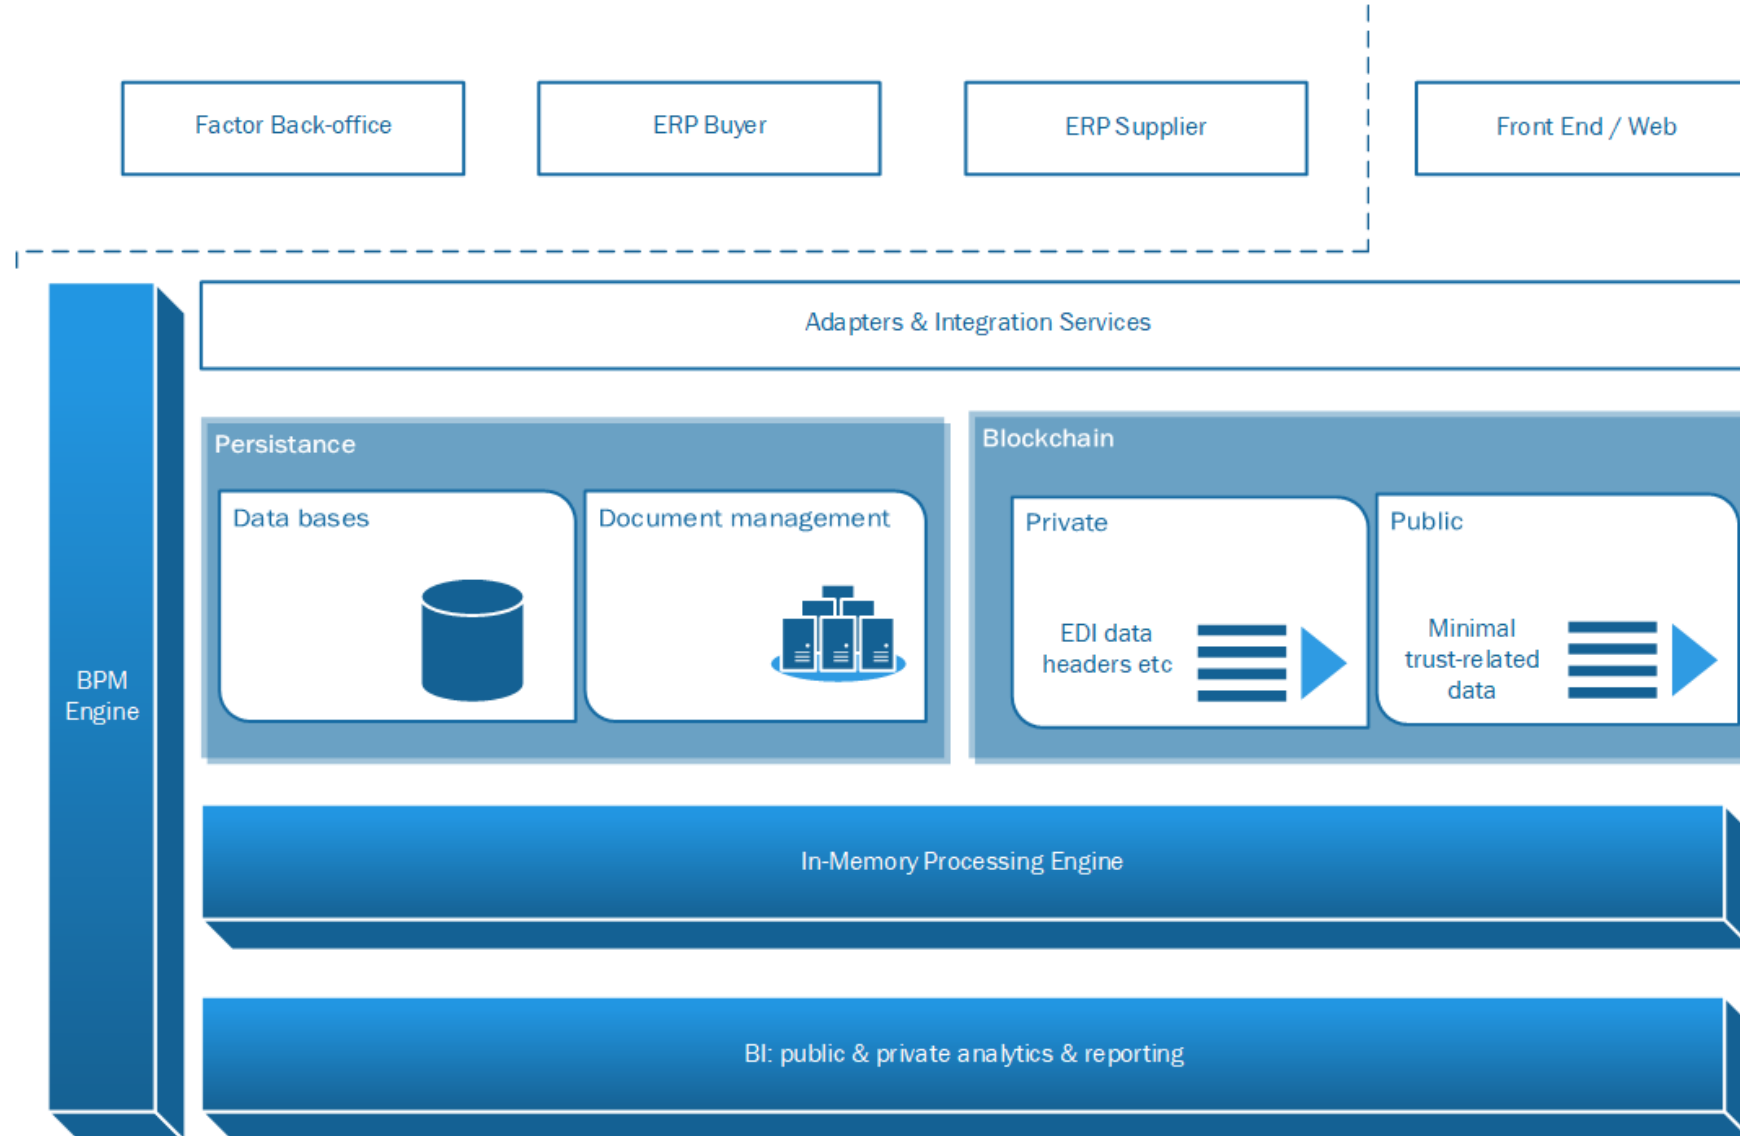 Factor Back-office
ERP Buyer
ERP Supplier
Front End / Web
Adapters & Integration Services
Persistance
Data bases
Document management
Blockchain
Private
EDI data
headers etc
Public
Minimal
trust-related
data
BPM
Engine
In-Memory Processing Engine
BI: public & private analytics & reporting